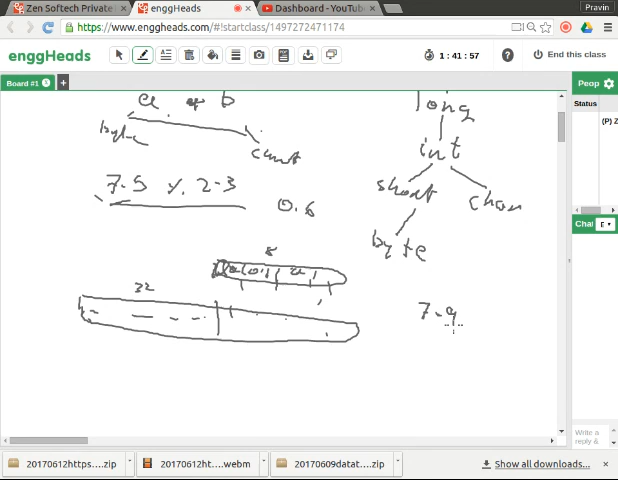 Zen Softech Private
enggHeads
Dashboard - YouTube
Pravin
https://www.enggheads.com/#!startclass/1497272471174
enggHeads
1 : 41 : 57
End this class
Board #1
Peop
Status
(P) Z
Chat
E
Write a
reply &
long
int
short
char
byte
a
b
7.5 % 2.3
0.6
8
32
7.9
20170612https....zip
20170612ht....webm
20170609datat....zip
Show all downloads...